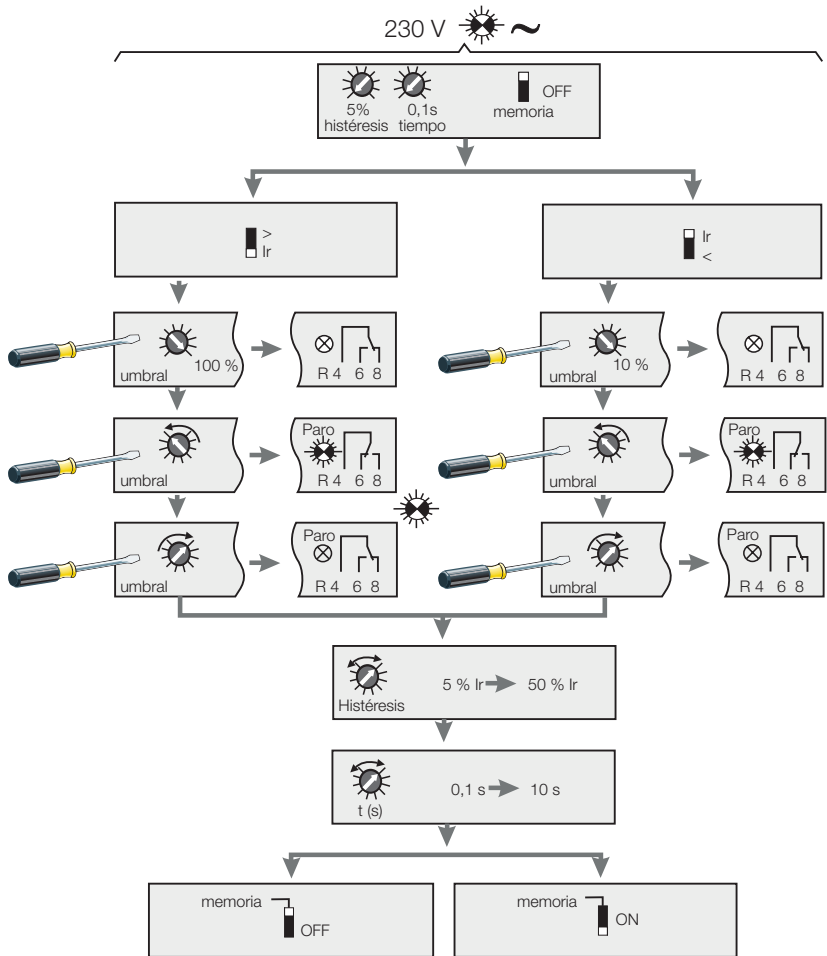 230 V ~
5%
histéresis
0,1s
tiempo
OFF
memoria
>
Ir
Ir
<
umbral
100 %
R 4 6 8
umbral
10 %
R 4 6 8
umbral
Paro
R 4 6 8
umbral
Paro
R 4 6 8
umbral
Paro
R 4 6 8
umbral
Paro
R 4 6 8
Histéresis
5 % Ir
50 % Ir
t (s)
0,1 s
10 s
memoria
OFF
memoria
ON